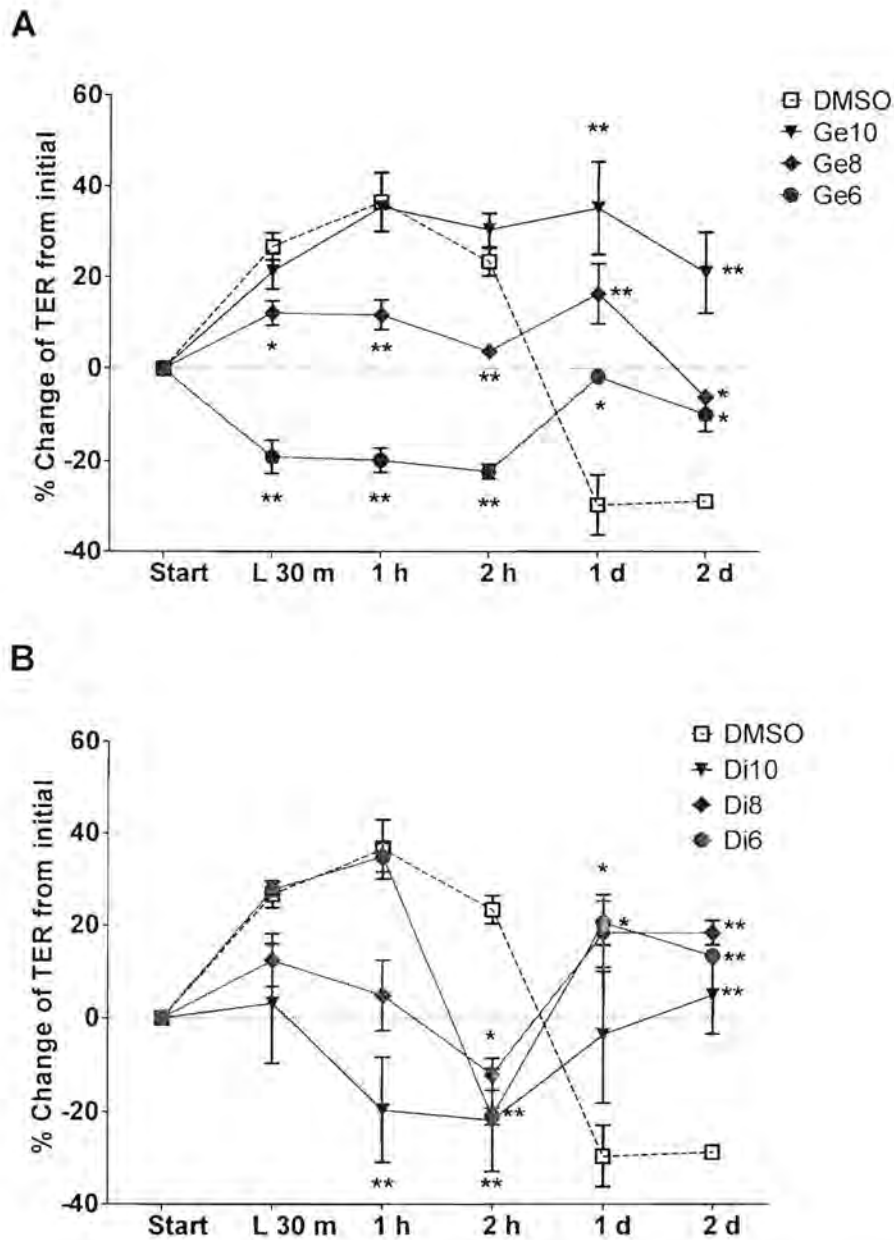 A
% Change of TER from initial
60
40
20
0
-20
-40
DMSO
Ge10
Ge8
Ge6
**
**
**
*
**
**
*
*
*
**
**
**
Start L 30 m 1 h 2 h 1 d 2 d
B
% Change of TER from initial
60
40
20
0
-20
-40
DMSO
Di10
Di8
Di6
*
*
**
**
**
*
**
**
**
Start L 30 m 1 h 2 h 1 d 2 d